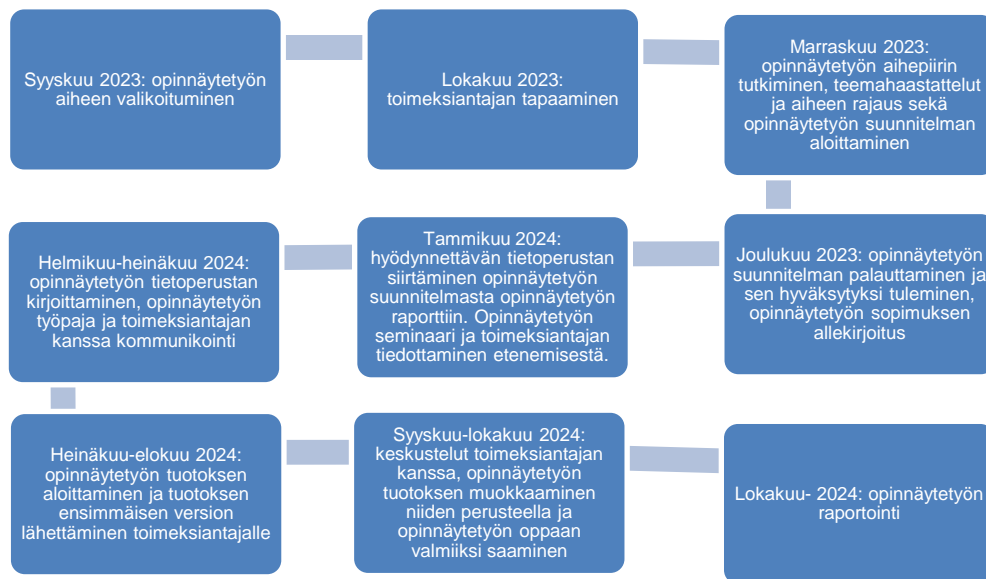 Syyskuu 2023: opinnäytetyön
aiheen valikoituminen
Lokakuu 2023:
toimeksiantajan tapaaminen
Marraskuu 2023:
opinnäytetyön aihepiirin
tutkiminen, teemahaastattelut
ja aiheen rajaus sekä
opinnäytetyön suunnitelman
aloittaminen
Joulukuu 2023: opinnäytetyön
suunnitelman palauttaminen ja
sen hyväksytyksi tuleminen,
opinnäytetyön sopimuksen
allekirjoitus
Tammikuu 2024:
hyödynnettävän tietoperustan
siirtäminen opinnäytetyön
suunnitelmasta opinnäytetyön
raporttiin. Opinnäytetyön
seminaari ja toimeksiantajan
tiedottaminen etenemisestä.
Helmikuu-heinäkuu 2024:
opinnäytetyön tietoperustan
kirjoittaminen, opinnäytetyön
työpaja ja toimeksiantajan
kanssa kommunikointi
Heinäkuu-elokuu 2024:
opinnäytetyön tuotoksen
aloittaminen ja tuotoksen
ensimmäisen version
lähettäminen toimeksiantajalle
Syyskuu-lokakuu 2024:
keskustelut toimeksiantajan
kanssa, opinnäytetyön
tuotoksen muokkaaminen
niiden perusteella ja
opinnäytetyön oppaan
valmiiksi saaminen
Lokakuu- 2024: opinnäytetyön
raportointi